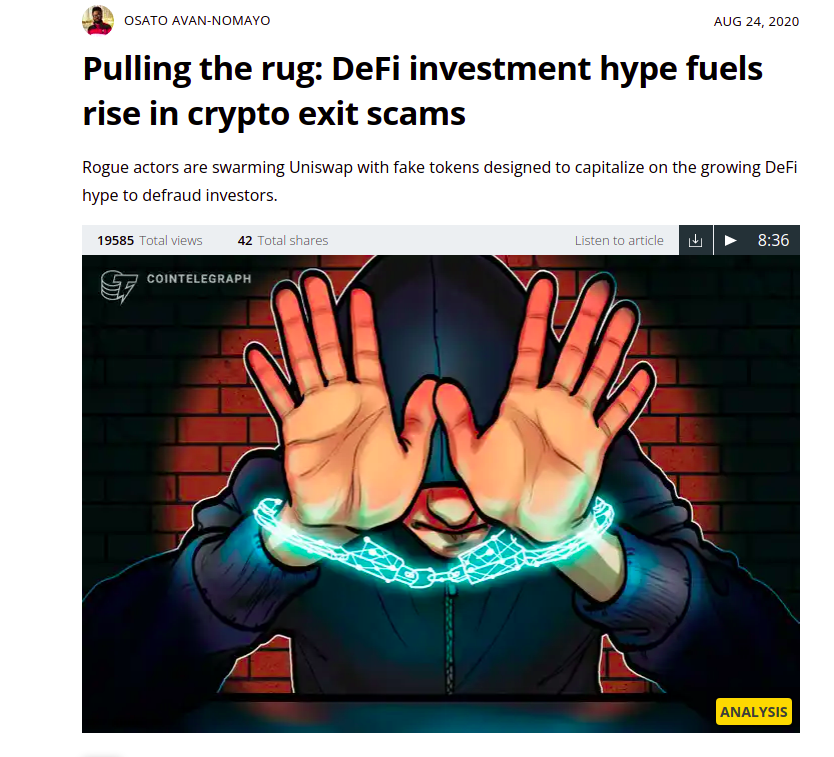 OSATO AVAN-NOMAYO
AUG 24, 2020
Pulling the rug: DeFi investment hype fuels
rise in crypto exit scams
Rogue actors are swarming Uniswap with fake tokens designed to capitalize on the growing DeFi
hype to defraud investors.
19585 Total views 42 Total shares Listen to article 8:36
COINTELEGRAPH
ANALYSIS